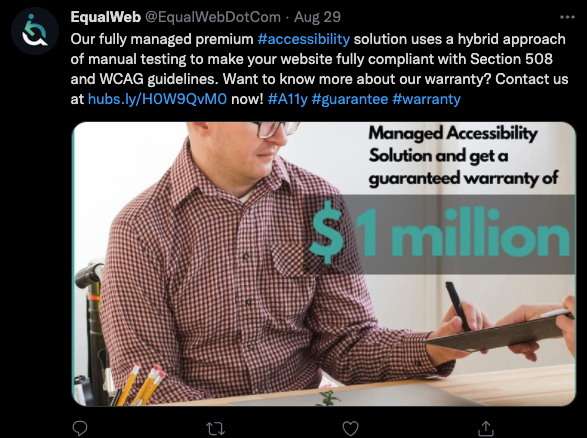 EqualWeb @EqualWebDotCom · Aug 29
Our fully managed premium #accessibility solution uses a hybrid approach
of manual testing to make your website fully compliant with Section 508
and WCAG guidelines. Want to know more about our warranty? Contact us
at hubs.ly/H0W9QvM0 now! #A11y #guarantee #warranty
Managed Accessibility
Solution and get a
guaranteed warranty of
$1 million